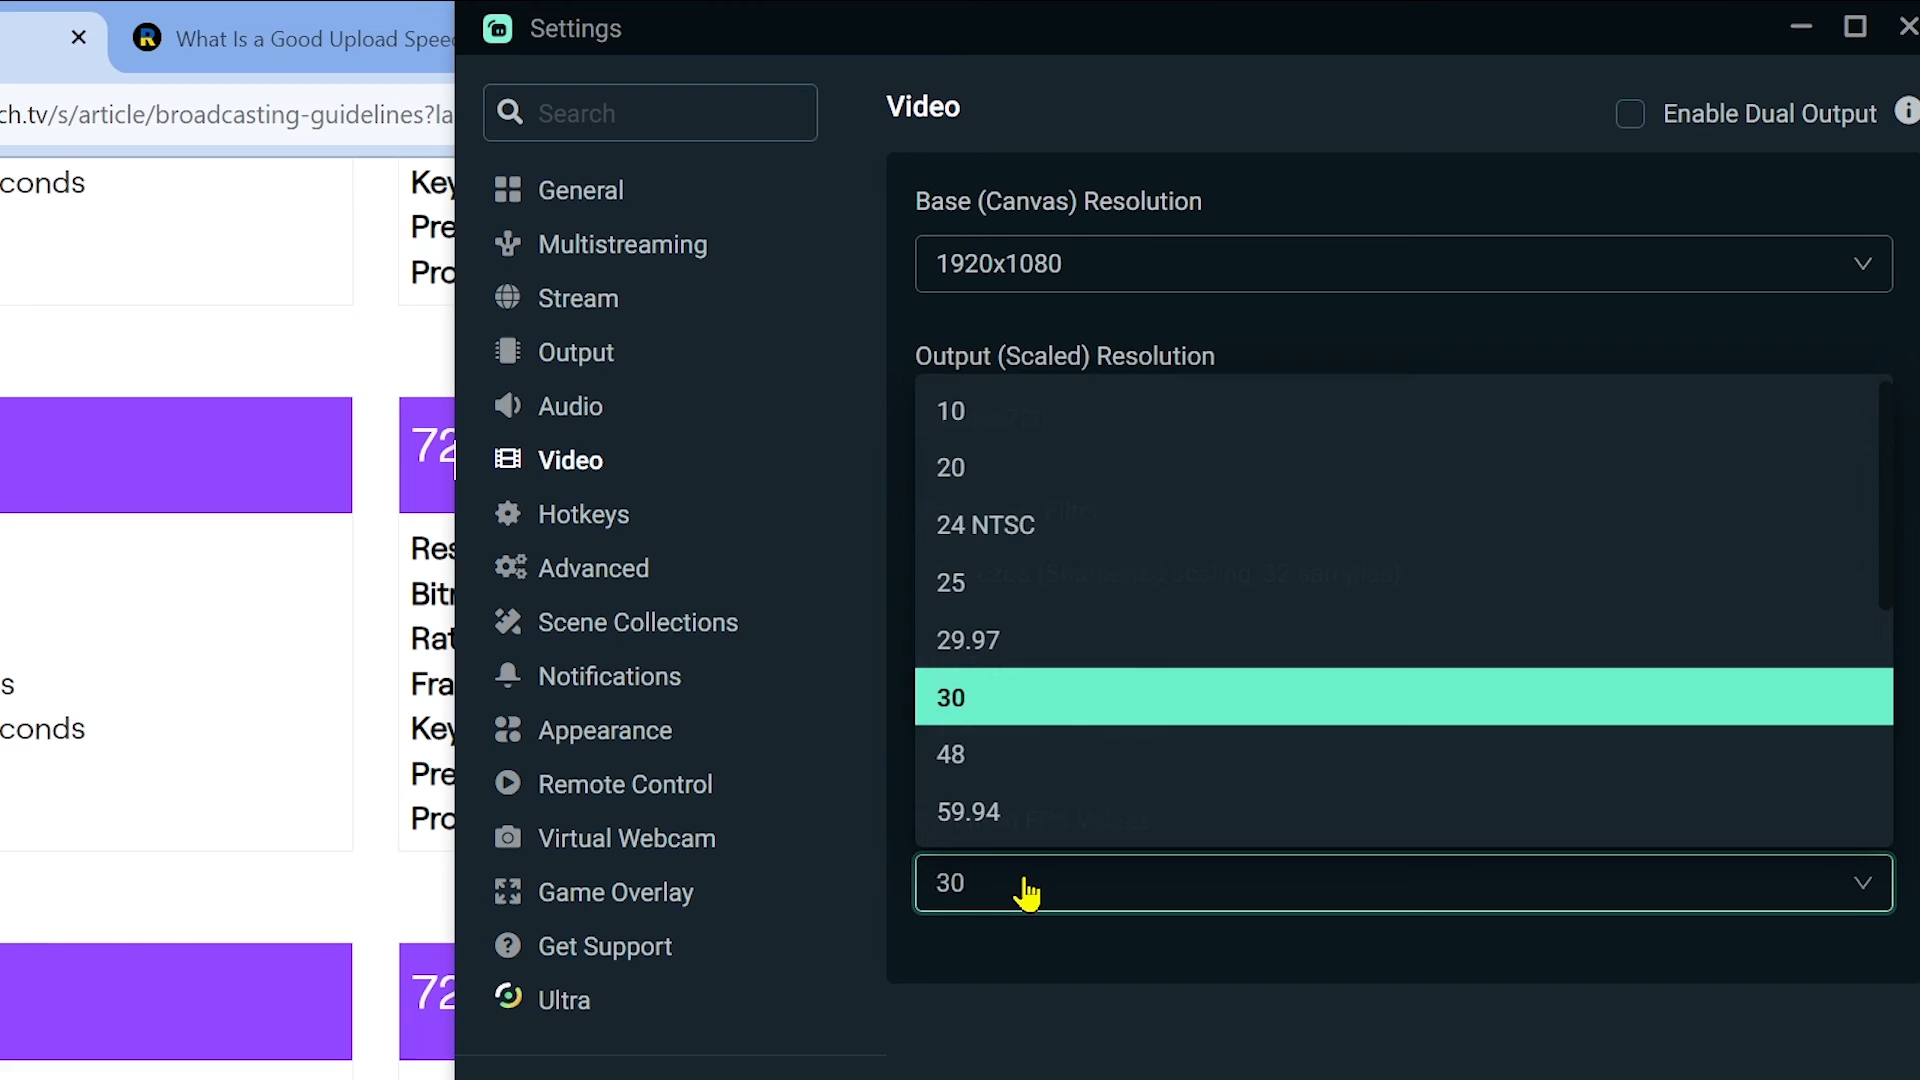 What Is a Good Upload Spee
ch.tv/s/article/broadcasting-guidelines?la
conds
Key
Pre
Pro
72
Res
Bitr
Rat
Fra
s
conds
Key
Pre
Pro
72
Settings
Search
General
Multistreaming
Stream
Output
Audio
Video
Hotkeys
Advanced
Scene Collections
Notifications
Appearance
Remote Control
Virtual Webcam
Game Overlay
Get Support
Ultra
Video
Enable Dual Output
Base (Canvas) Resolution
1920x1080
Output (Scaled) Resolution
10
20
24 NTSC
25
29.97
30
48
59.94
30